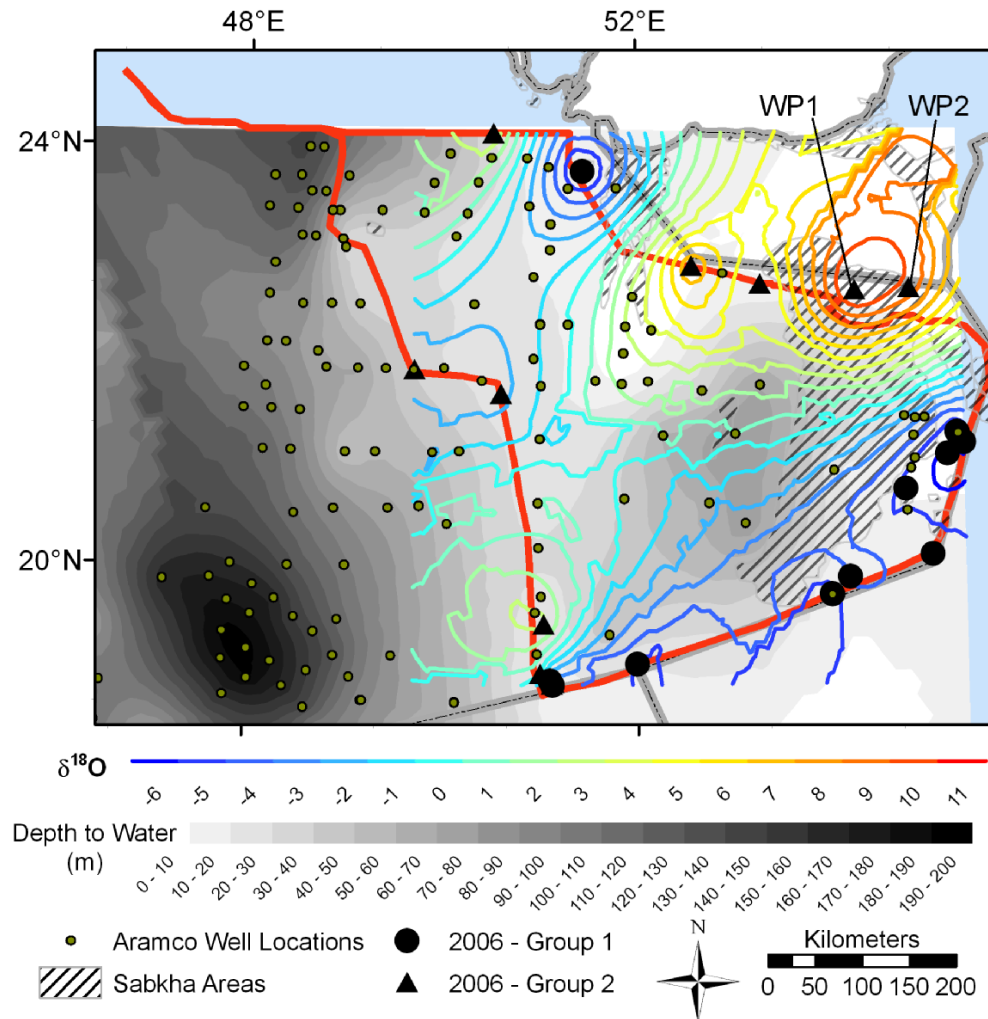 48°E 52°E
WP1 WP2
24°N
20°N
δ18O
-6 -5 -4 -3 -2 -1 0 1 2 3 4 5 6 7 8 9 10 11
Depth to Water
(m)
0 - 10 10 - 20 20 - 30 30 - 40 40 - 50 50 - 60 60 - 70 70 - 80 80 - 90 90 - 100 100 - 110 110 - 120 120 - 130 130 - 140 140 - 150 150 - 160 160 - 170 170 - 180 180 - 190 190 - 200
48°E 52°E
Aramco Well Locations 2006 - Group 1 N Kilometers
Sabkha Areas 2006 - Group 2 0 50 100 150 200